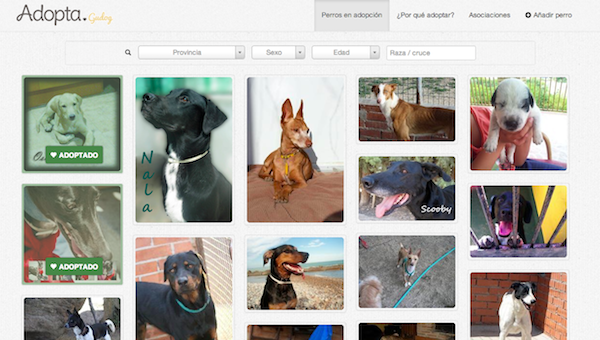 Adopta.
Perros en adopción ¿Por qué adoptar? Asociaciones Añadir perro
Provincia Sexo Edad Raza / cruce
ADOPTADO
Nala
Scooby
ADOPTADO